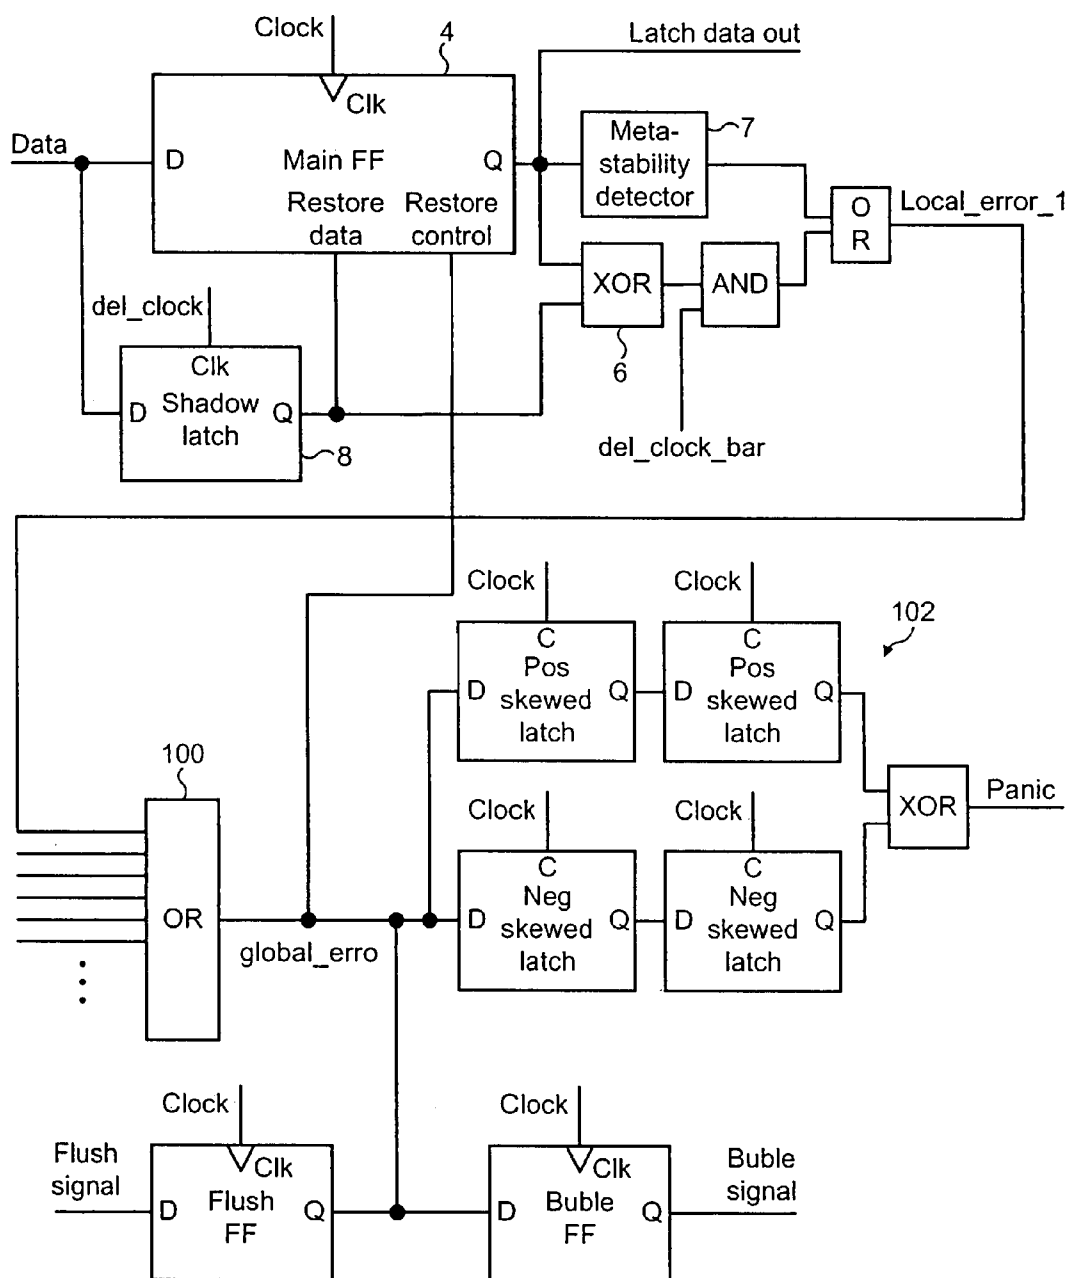 Clock
4
Latch data out
Clk
Data
D
Main FF
Q
Restore
data
Restore
control
Meta-
stability
detector
7
O
R
Local_error_1
XOR
AND
6
del_clock_bar
del_clock
Clk
D
Shadow
latch
Q
8
Clock
Clock
102
C
Pos
skewed
latch
D
Q
C
Pos
skewed
latch
D
Q
100
OR
global_erro
Clock
Clock
C
Neg
skewed
latch
D
Q
C
Neg
skewed
latch
D
Q
XOR
Panic
Clock
Clock
Flush
signal
Clk
D
Flush
FF
Q
Clk
D
Buble
FF
Q
Buble
signal